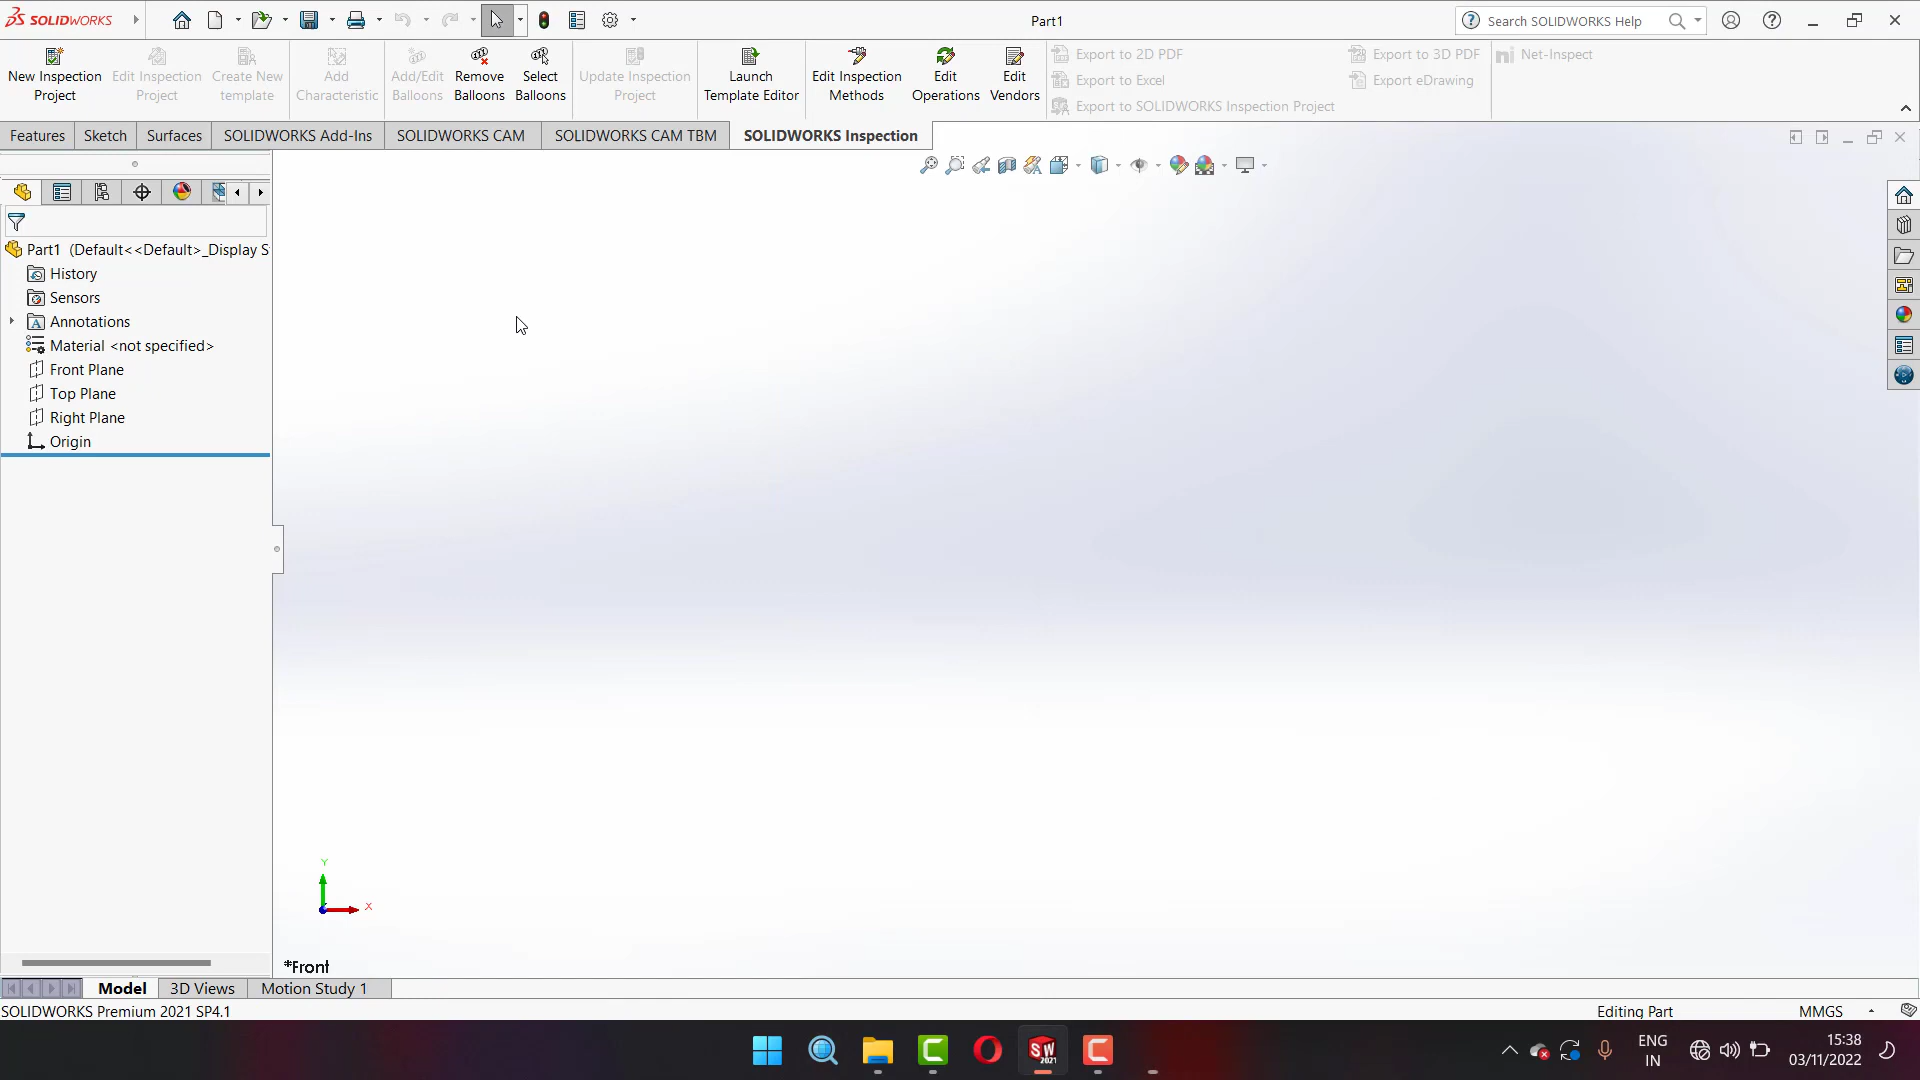 SOLIDWORKS
Part1
Search SOLIDWORKS Help
New Inspection Project
Edit Inspection Project
Create New template
Add Characteristic
Add/Edit Balloons
Remove Balloons
Select Balloons
Update Inspection Project
Launch Template Editor
Edit Inspection Methods
Edit Operations
Edit Vendors
Export to 2D PDF
Export to Excel
Export to SOLIDWORKS Inspection Project
Export to 3D PDF
Export eDrawing
Net-Inspect
Features
Sketch
Surfaces
SOLIDWORKS Add-Ins
SOLIDWORKS CAM
SOLIDWORKS CAM TBM
SOLIDWORKS Inspection
Part1 (Default<<Default>_Display S
History
Sensors
Annotations
Material <not specified>
Front Plane
Top Plane
Right Plane
Origin
Y
X
*Front
Model
3D Views
Motion Study 1
SOLIDWORKS Premium 2021 SP4.1
Editing Part
MMGS
SW
2021
ENG
IN
15:38
03/11/2022